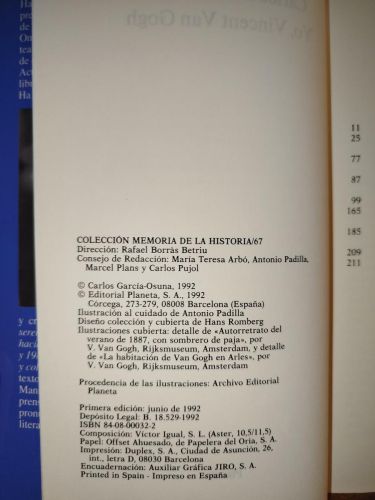 Yo, Vincent Van Gogh
COLECCIÓN MEMORIA DE LA HISTORIA/67
Dirección: Rafael Borràs Betriu
Consejo de Redacción: María Teresa Arbó, Antonio Padilla,
Marcel Plans y Carlos Pujol
© Carlos García-Osuna, 1992
© Editorial Planeta, S. A., 1992
Córcega, 273-279, 08008 Barcelona (España)
Ilustración al cuidado de Antonio Padilla
Diseño colección y cubierta de Hans Romberg
Ilustraciones cubierta: detalle de «Autorretrato del
verano de 1887, con sombrero de paja», por
V. Van Gogh, Rijksmuseum, Amsterdam, y detalle
de «La habitación de Van Gogh en Arles», por
V. Van Gogh, Rijksmuseum, Amsterdam
Procedencia de las ilustraciones: Archivo Editorial
Planeta
Primera edición: junio de 1992
Depósito Legal: B. 18.529-1992
ISBN 84-08-00032-2
Composición: Víctor Igual, S. L. (Aster, 10,5/11,5)
Papel: Offset Ahuesado, de Papelera del Oria, S. A.
Impresión: Duplex, S. A., Ciudad de Asunción, 26,
int., letra D, 08030 Barcelona
Encuadernación: Auxiliar Gráfica JIRO, S. A.
Printed in Spain - Impreso en España
11
25
77
87
99
165
185
209
211